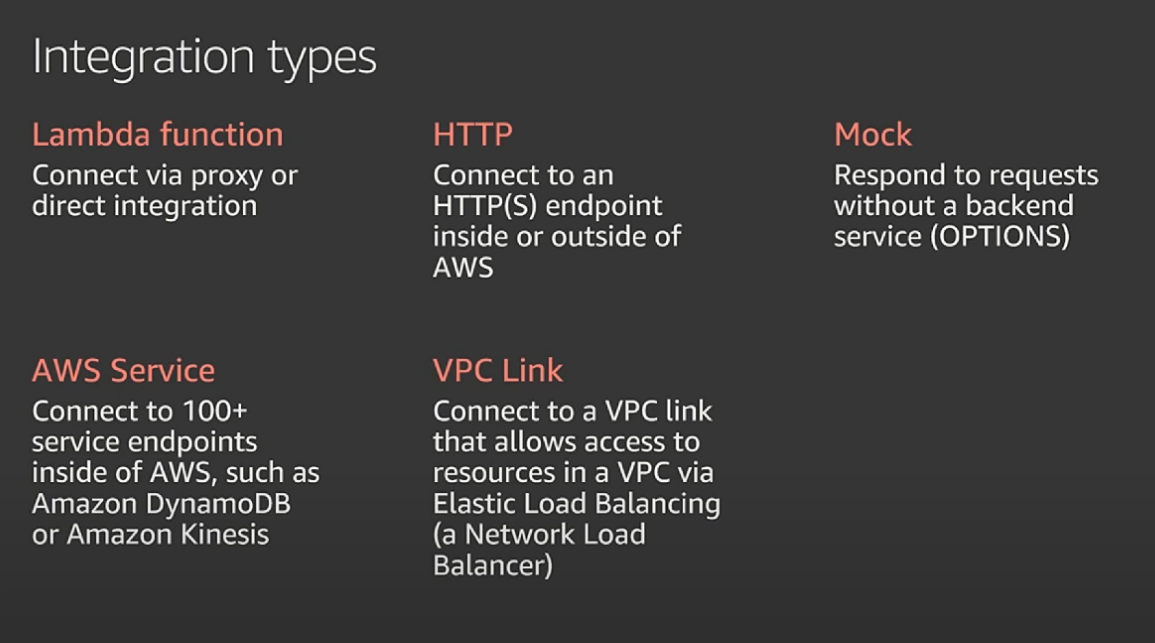 Integration types
Lambda function
Connect via proxy or
direct integration
HTTP
Connect to an
HTTP(S) endpoint
inside or outside of
AWS
Mock
Respond to requests
without a backend
service (OPTIONS)
AWS Service
Connect to 100+
service endpoints
inside of AWS, such as
Amazon DynamoDB
or Amazon Kinesis
VPC Link
Connect to a VPC link
that allows access to
resources in a VPC via
Elastic Load Balancing
(a Network Load
Balancer)